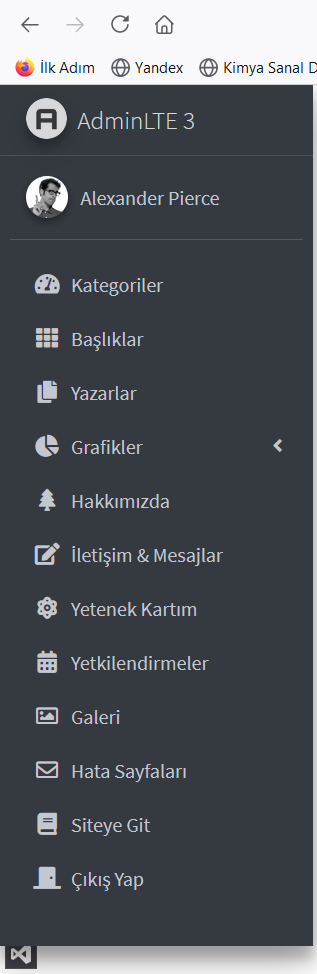 İlk Adım Yandex Kimya Sanal D
AdminLTE 3
Alexander Pierce
Kategoriler
Başlıklar
Yazarlar
Grafikler
Hakkımızda
İletişim & Mesajlar
Yetenek Kartım
Yetkilendirmeler
Galeri
Hata Sayfaları
Siteye Git
Çıkış Yap